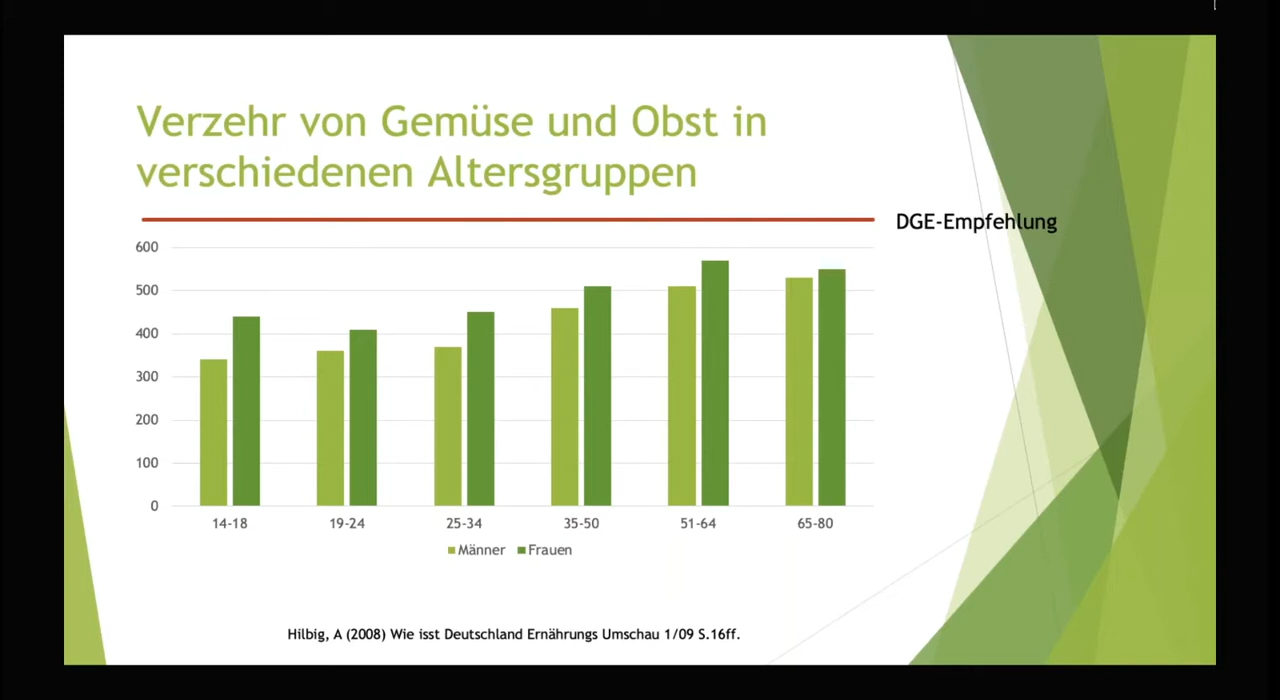 Verzehr von Gemüse und Obst in
verschiedenen Altersgruppen
DGE-Empfehlung
600
500
400
300
200
100
0
14-18 19-24 25-34 35-50 51-64 65-80
Männer Frauen
Hilbig, A (2008) Wie isst Deutschland Ernährungs Umschau 1/09 S.16ff.